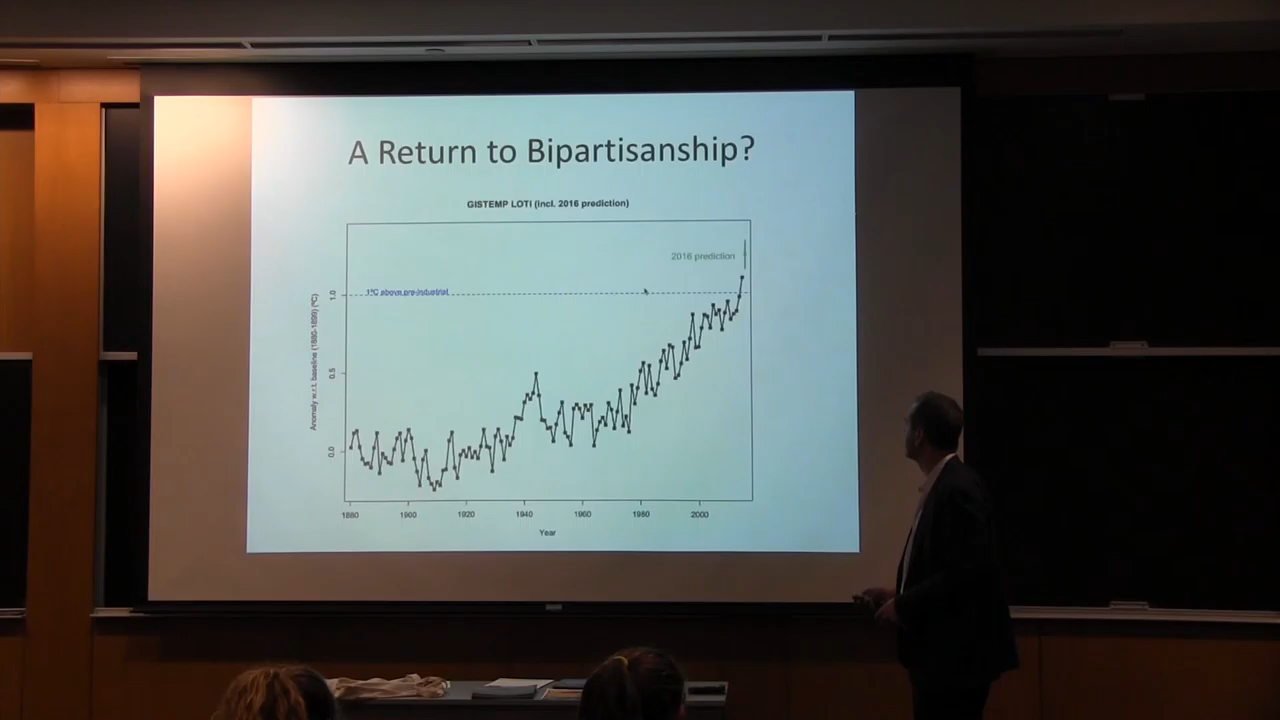 A Return to Bipartisanship?
GISTEMP LOTI (incl. 2016 prediction)
2016 prediction
1°C above pre-industrial
1.0
0.5
0.0
Anomaly w.r.t. baseline (1880-1899) (°C)
1880 1900 1920 1940 1960 1980 2000
Year